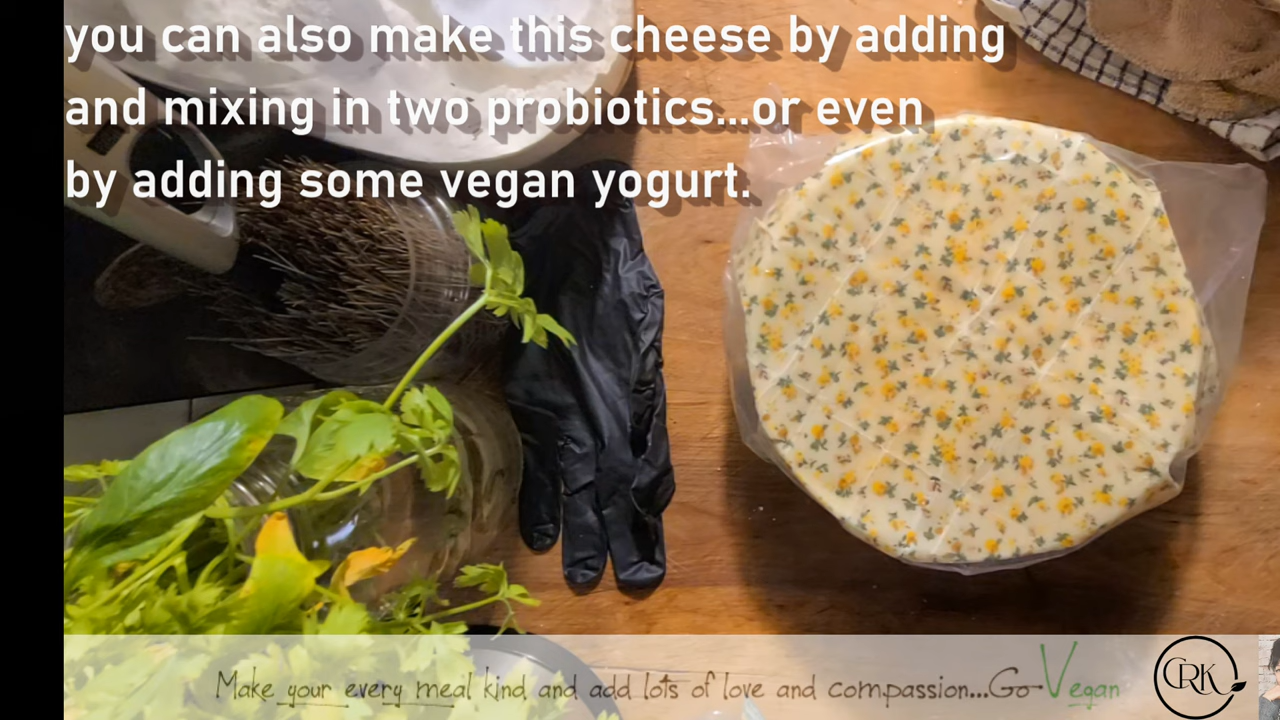 you can also make this cheese by adding
and mixing in two probiotics...or even
by adding some vegan yogurt.
Make your every meal kind and add lots of love and compassion...Go Vegan
CRK